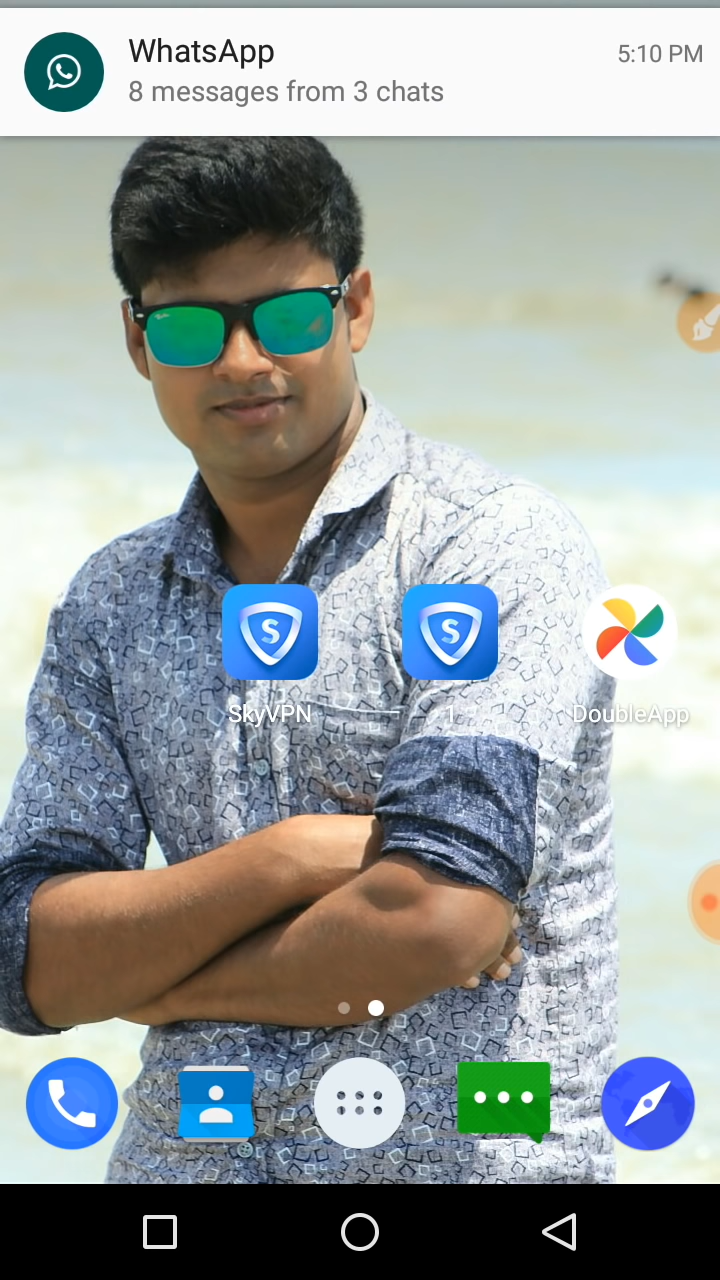 WhatsApp
5:10 PM
8 messages from 3 chats
S
S
SkyVPN
1
DoubleApp